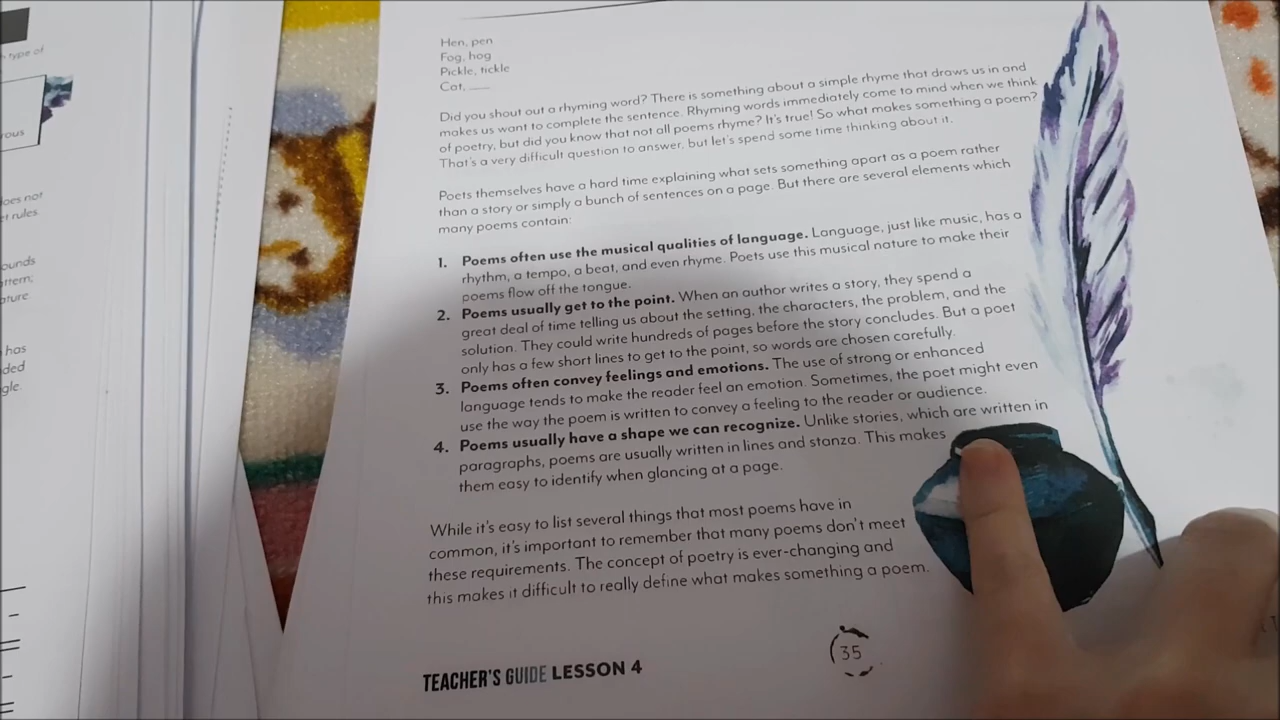 type of
rous
oes not
et rules.
ounds
attern;
ature.
has
ded
gle.
Hen, pen
Fog, hog
Pickle, tickle
Cat, ___
Did you shout out a rhyming word? There is something about a simple rhyme that draws us in and
makes us want to complete the sentence. Rhyming words immediately come to mind when we think
of poetry, but did you know that not all poems rhyme? It's true! So what makes something a poem?
That's a very difficult question to answer, but let's spend some time thinking about it.
Poets themselves have a hard time explaining what sets something apart as a poem rather
than a story or simply a bunch of sentences on a page. But there are several elements which
many poems contain:
1. Poems often use the musical qualities of language. Language, just like music, has a
rhythm, a tempo, a beat, and even rhyme. Poets use this musical nature to make their
poems flow off the tongue.
2. Poems usually get to the point. When an author writes a story, they spend a
great deal of time telling us about the setting, the characters, the problem, and the
solution. They could write hundreds of pages before the story concludes. But a poet
only has a few short lines to get to the point, so words are chosen carefully.
3. Poems often convey feelings and emotions. The use of strong or enhanced
language tends to make the reader feel an emotion. Sometimes, the poet might even
use the way the poem is written to convey a feeling to the reader or audience.
4. Poems usually have a shape we can recognize. Unlike stories, which are written in
paragraphs, poems are usually written in lines and stanza. This makes
them easy to identify when glancing at a page.
While it's easy to list several things that most poems have in
common, it's important to remember that many poems don't meet
these requirements. The concept of poetry is ever-changing and
this makes it difficult to really define what makes something a poem.
TEACHER'S GUIDE LESSON 4
35